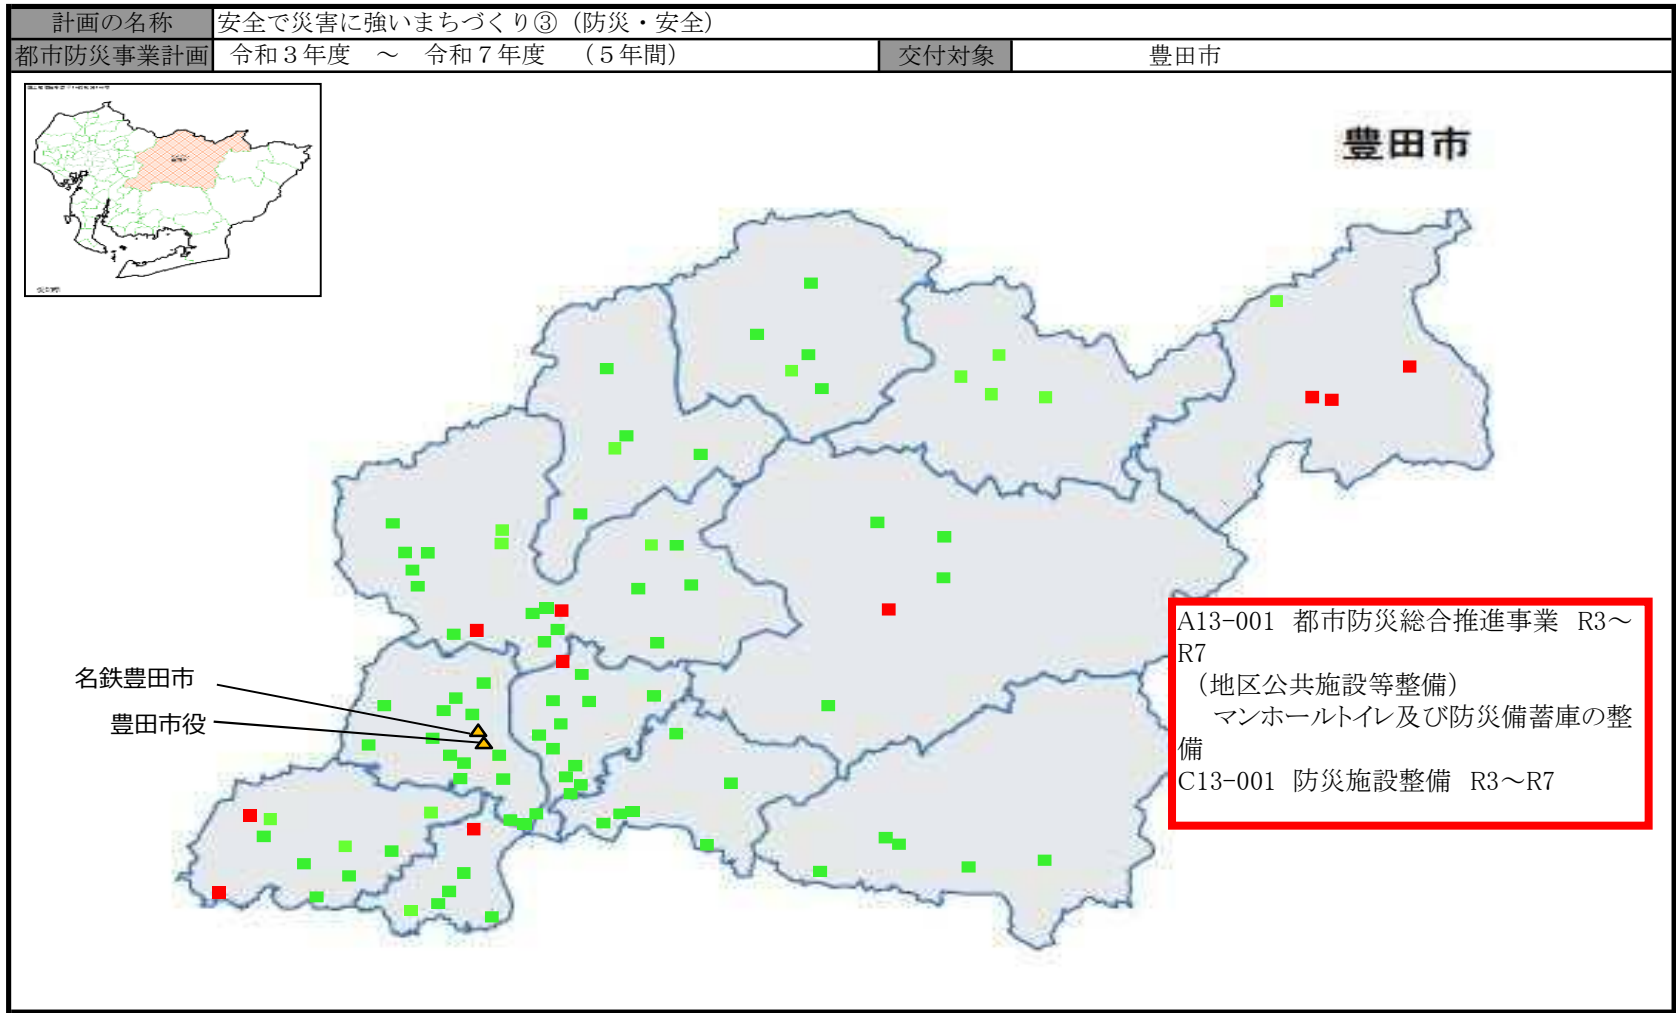 計画の名称 安全で災害に強いまちづくり③（防災・安全）
都市防災事業計画 令和３年度 ～ 令和７年度 （５年間） 交付対象 豊田市
豊田市
名鉄豊田市
豊田市役
A13-001 都市防災総合推進事業 R3～
R7
（地区公共施設等整備）
マンホールトイレ及び防災備蓄庫の整
備
C13-001 防災施設整備 R3～R7